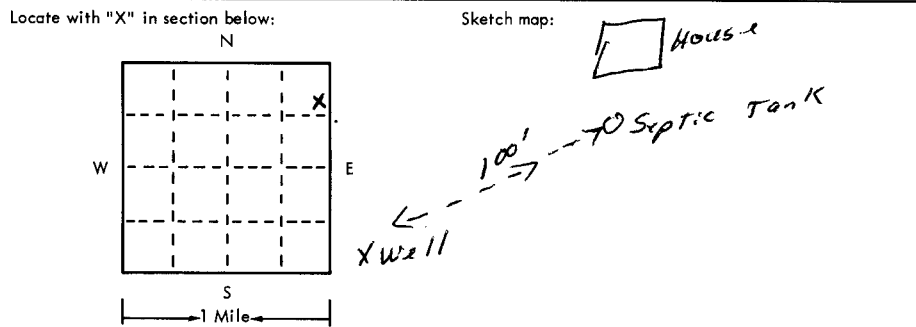 Locate with "X" in section below:
Sketch map:
N
House
X
Septic Tank
100'
W
E
X Well
S
1 Mile